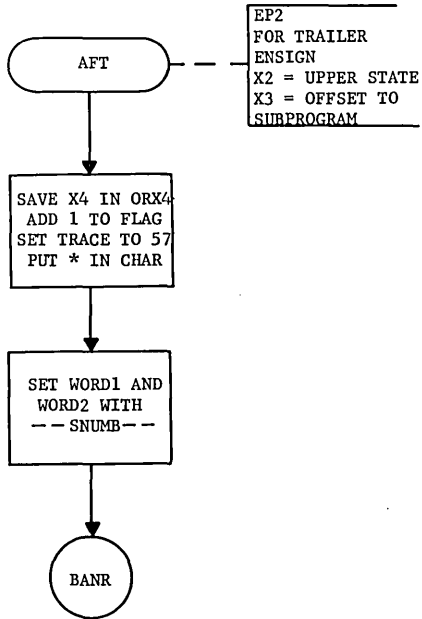 AFT
EP2
FOR TRAILER
ENSIGN
X2 = UPPER STATE
X3 = OFFSET TO
SUBPROGRAM
SAVE X4 IN ORX4
ADD 1 TO FLAG
SET TRACE TO 57
PUT * IN CHAR
SET WORD1 AND
WORD2 WITH
--SNUMB--
BANR